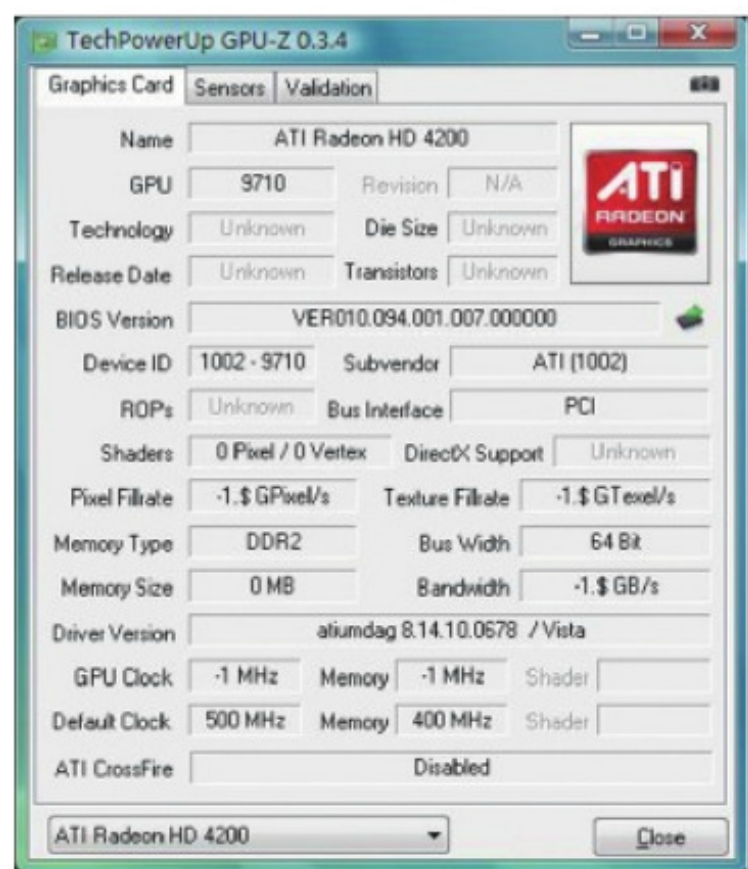 TechPowerUp GPU-Z 0.3.4
Graphics Card Sensors Validation
Name ATI Radeon HD 4200
GPU 9710 Revision N/A
ATI
RADEON
GRAPHICS
Technology Unknown Die Size Unknown
Release Date Unknown Transistors Unknown
BIOS Version VER010.094.001.007.000000
Device ID 1002 - 9710 Subvendor ATI (1002)
ROPs Unknown Bus Interface PCI
Shaders 0 Pixel / 0 Vertex DirectX Support Unknown
Pixel Fillrate -1.$ GPixel/s Texture Fillrate -1.$ GTexel/s
Memory Type DDR2 Bus Width 64 Bit
Memory Size 0 MB Bandwidth -1.$ GB/s
Driver Version atiumdag 8.14.10.0678 / Vista
GPU Clock -1 MHz Memory -1 MHz Shader
Default Clock 500 MHz Memory 400 MHz Shader
ATI CrossFire Disabled
ATI Radeon HD 4200 Close